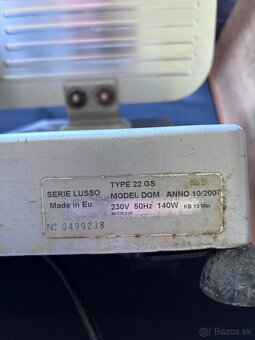 TYPE 22 GS
SERIE LUSSO MODEL DOM ANNO 10/2007
Made in Eu 230V 50Hz 140W KB 15 Min
Nº 0499238
Bazos.sk